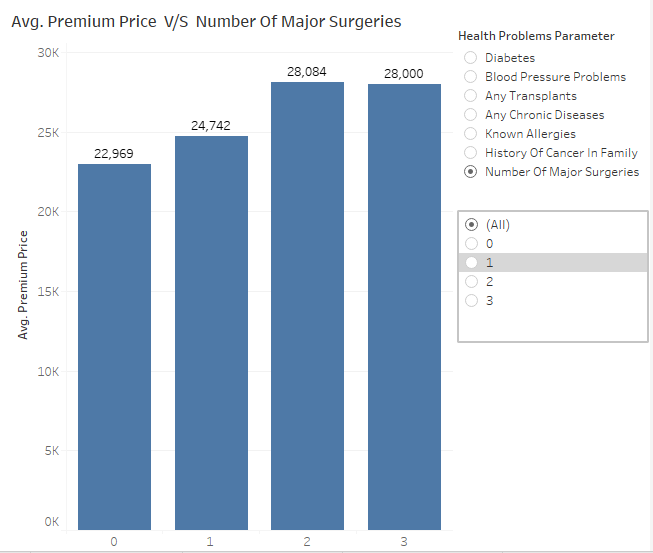 Avg. Premium Price V/S Number Of Major Surgeries
30K
25K
20K
15K
10K
5K
0K
Avg. Premium Price
22,969
24,742
28,084
28,000
0
1
2
3
Health Problems Parameter
Diabetes
Blood Pressure Problems
Any Transplants
Any Chronic Diseases
Known Allergies
History Of Cancer In Family
Number Of Major Surgeries
(All)
0
1
2
3